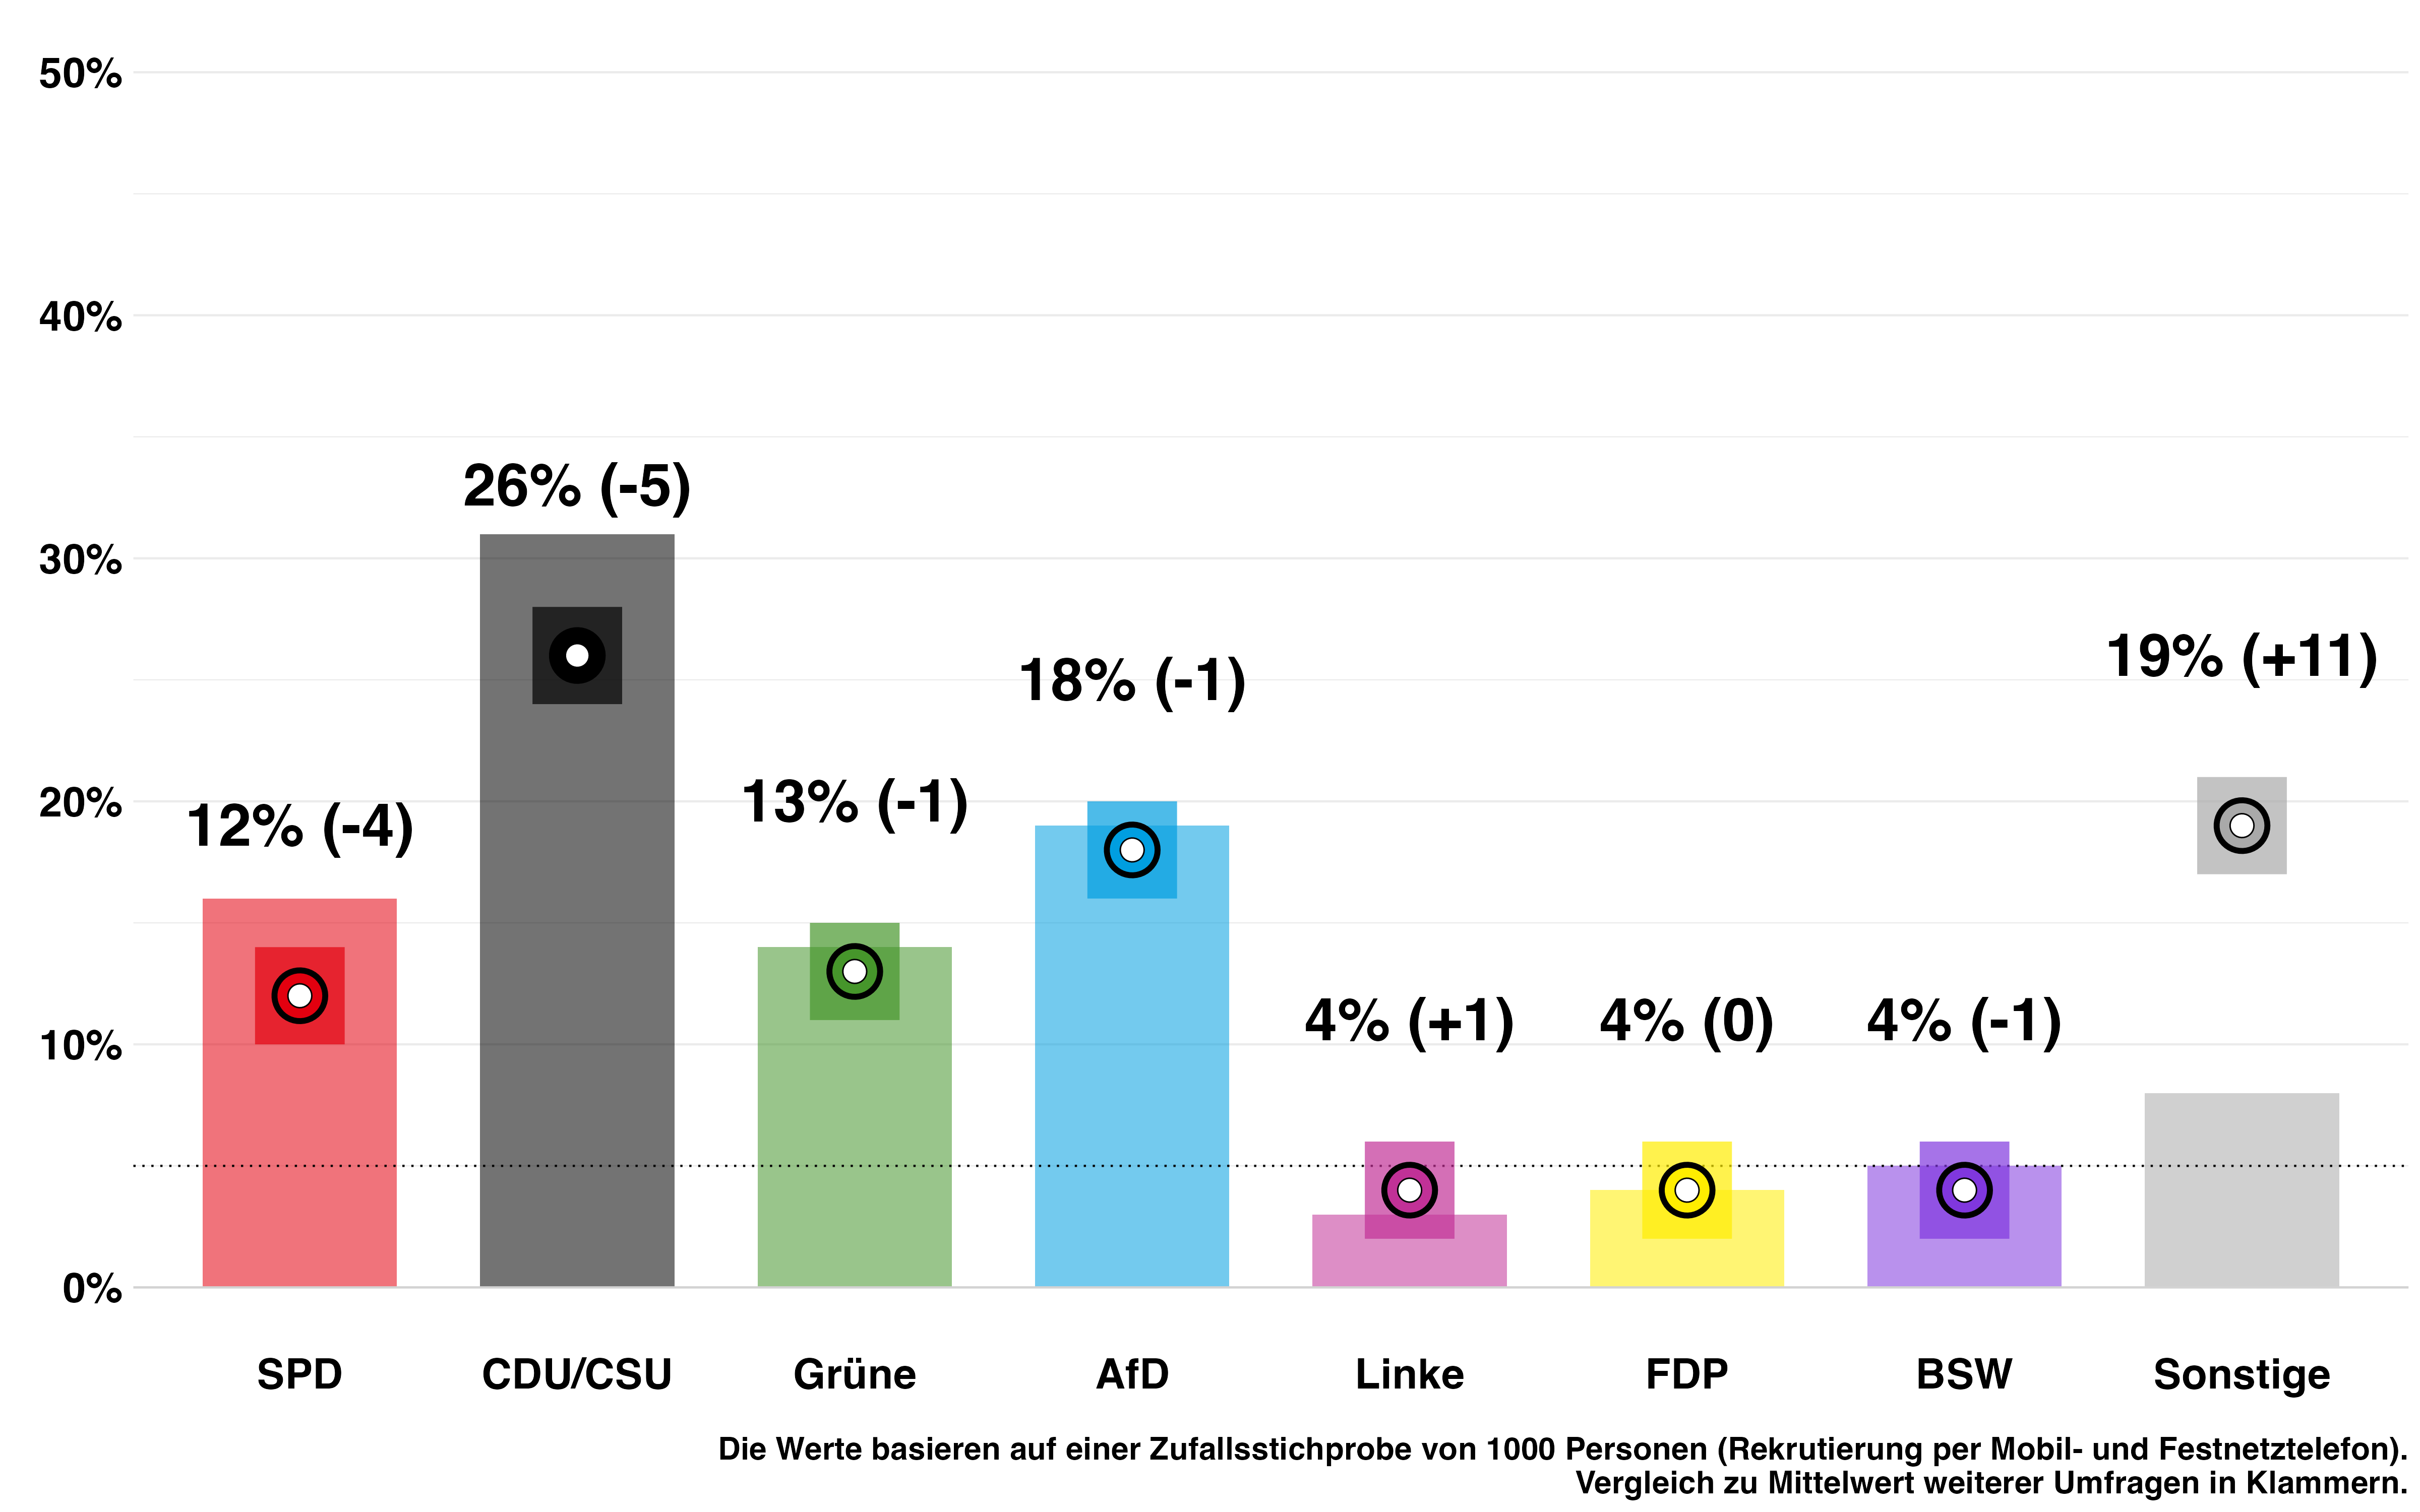 50%
40%
30%
20%
10%
0%
12% (-4)
26% (-5)
13% (-1)
18% (-1)
4% (+1)
4% (0)
4% (-1)
19% (+11)
SPD
CDU/CSU
Grüne
AfD
Linke
FDP
BSW
Sonstige
Die Werte basieren auf einer Zufallsstichprobe von 1000 Personen (Rekrutierung per Mobil- und Festnetztelefon).
Vergleich zu Mittelwert weiterer Umfragen in Klammern.